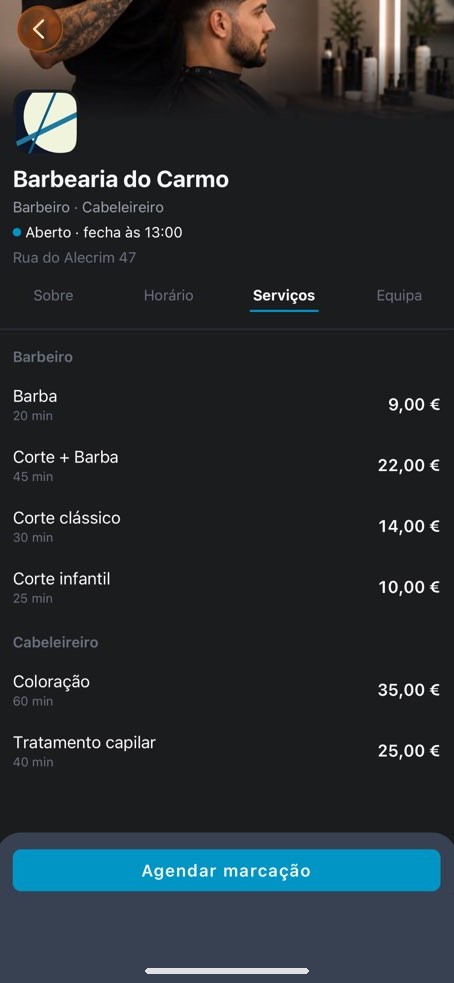 Barbearia do Carmo
Barbeiro · Cabeleireiro
Aberto · fecha às 13:00
Rua do Alecrim 47
Sobre Horário Serviços Equipa
Barbeiro
Barba 9,00 €
20 min
Corte + Barba 22,00 €
45 min
Corte clássico 14,00 €
30 min
Corte infantil 10,00 €
25 min
Cabeleireiro
Coloração 35,00 €
60 min
Tratamento capilar 25,00 €
40 min
Agendar marcação